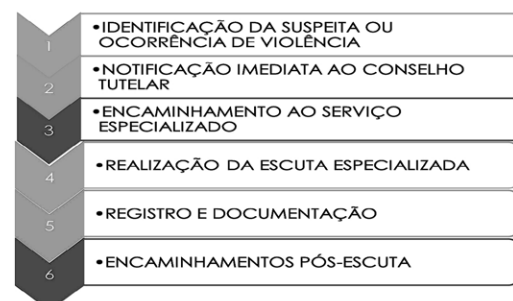 1
•IDENTIFICAÇÃO DA SUSPEITA OU
OCORRÊNCIA DE VIOLÊNCIA
2
•NOTIFICAÇÃO IMEDIATA AO CONSELHO
TUTELAR
3
•ENCAMINHAMENTO AO SERVIÇO
ESPECIALIZADO
4
•REALIZAÇÃO DA ESCUTA ESPECIALIZADA
5
•REGISTRO E DOCUMENTAÇÃO
6
•ENCAMINHAMENTOS PÓS-ESCUTA